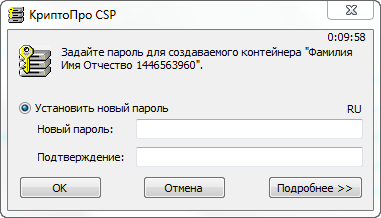 КриптоПро CSP
0:09:58
Задайте пароль для создаваемого контейнера "Фамилия
Имя Отчество 1446563960".
Установить новый пароль
RU
Новый пароль:
Подтверждение:
OK
Отмена
Подробнее >>